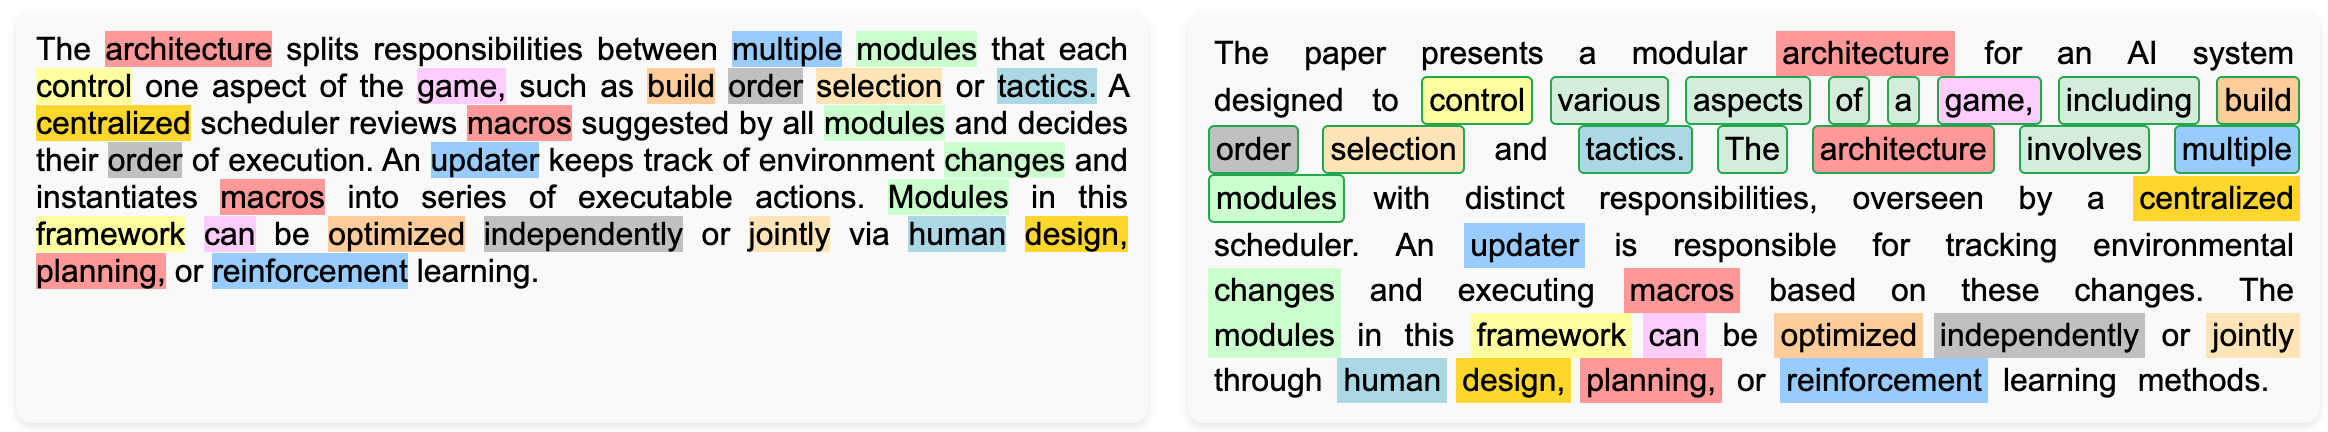 The architecture splits responsibilities between multiple modules that each
control one aspect of the game, such as build order selection or tactics. A
centralized scheduler reviews macros suggested by all modules and decides
their order of execution. An updater keeps track of environment changes and
instantiates macros into series of executable actions. Modules in this
framework can be optimized independently or jointly via human design,
planning, or reinforcement learning.
The paper presents a modular architecture for an AI system
designed to control various aspects of a game, including build
order selection and tactics. The architecture involves multiple
modules with distinct responsibilities, overseen by a centralized
scheduler. An updater is responsible for tracking environmental
changes and executing macros based on these changes. The
modules in this framework can be optimized independently or jointly
through human design, planning, or reinforcement learning methods.